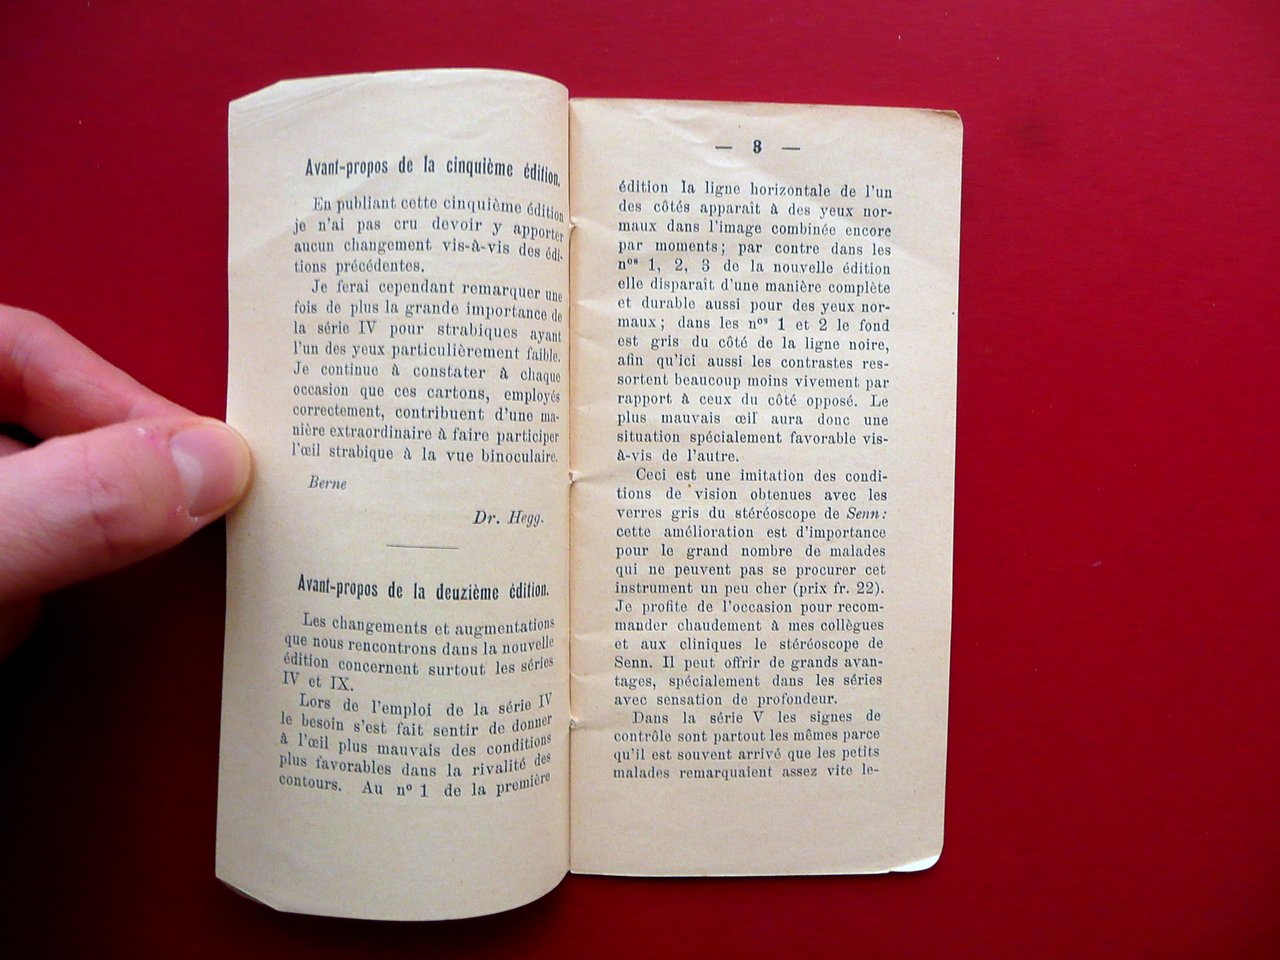 Avant-propos de la cinquième édition.
En publiant cette cinquième édition
je n'ai pas cru devoir y apporter
aucun changement vis-à-vis des édi-
tions précédentes.
Je ferai cependant remarquer une
fois de plus la grande importance de
la série IV pour strabiques ayant
l'un des yeux particulièrement faible.
Je continue à constater à chaque
occasion que ces cartons, employés
correctement, contribuent d'une ma-
nière extraordinaire à faire participer
l'œil strabique à la vue binoculaire.
Berne
Dr. Hegg.
Avant-propos de la deuzième édition.
Les changements et augmentations
que nous rencontrons dans la nouvelle
édition concernent surtout les séries
IV et IX.
Lors de l'emploi de la série IV
le besoin s'est fait sentir de donner
à l'œil plus mauvais des conditions
plus favorables dans la rivalité des
contours. Au nº 1 de la première
— 3 —
édition la ligne horizontale de l'un
des côtés apparaît à des yeux nor-
maux dans l'image combinée encore
par moments; par contre dans les
nos 1, 2, 3 de la nouvelle édition
elle disparaît d'une manière complète
et durable aussi pour des yeux nor-
maux; dans les nos 1 et 2 le fond
est gris du côté de la ligne noire,
afin qu'ici aussi les contrastes res-
sortent beaucoup moins vivement par
rapport à ceux du côté opposé. Le
plus mauvais œil aura donc une
situation spécialement favorable vis-
à-vis de l'autre.
Ceci est une imitation des condi-
tions de vision obtenues avec les
verres gris du stéréoscope de Senn:
cette amélioration est d'importance
pour le grand nombre de malades
qui ne peuvent pas se procurer cet
instrument un peu cher (prix fr. 22).
Je profite de l'occasion pour recom-
mander chaudement à mes collègues
et aux cliniques le stéréoscope de
Senn. Il peut offrir de grands avan-
tages, spécialement dans les séries
avec sensation de profondeur.
Dans la série V les signes de
contrôle sont partout les mêmes parce
qu'il est souvent arrivé que les petits
malades remarquaient assez vite le-